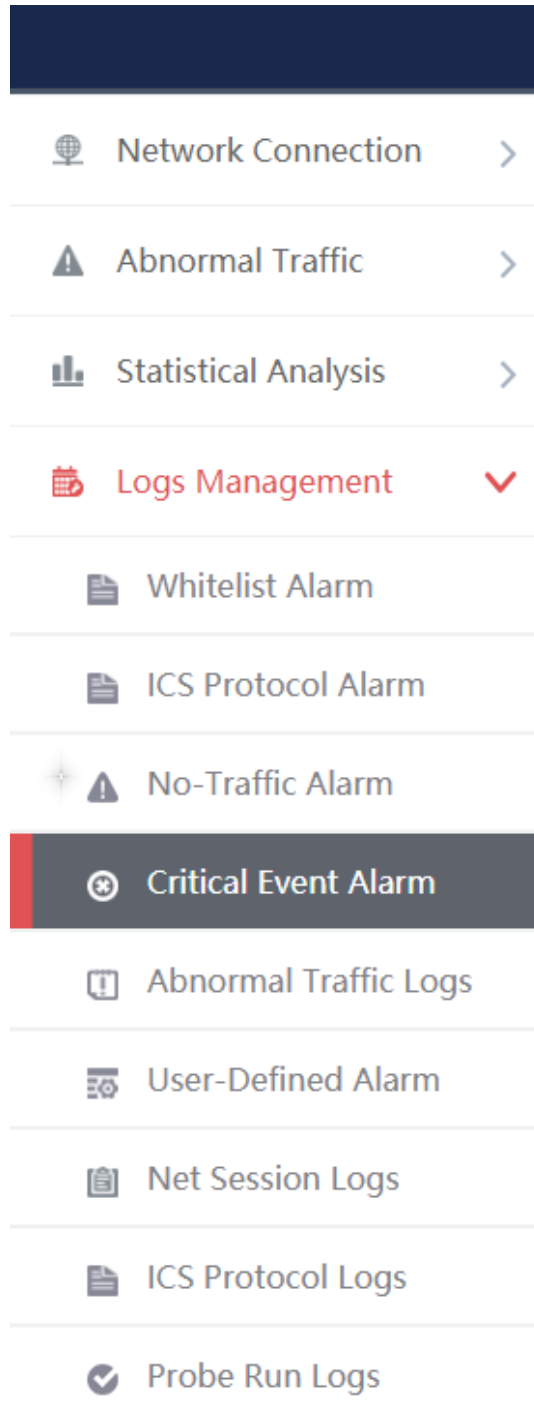 Network Connection
Abnormal Traffic
Statistical Analysis
Logs Management
Whitelist Alarm
ICS Protocol Alarm
No-Traffic Alarm
Critical Event Alarm
Abnormal Traffic Logs
User-Defined Alarm
Net Session Logs
ICS Protocol Logs
Probe Run Logs